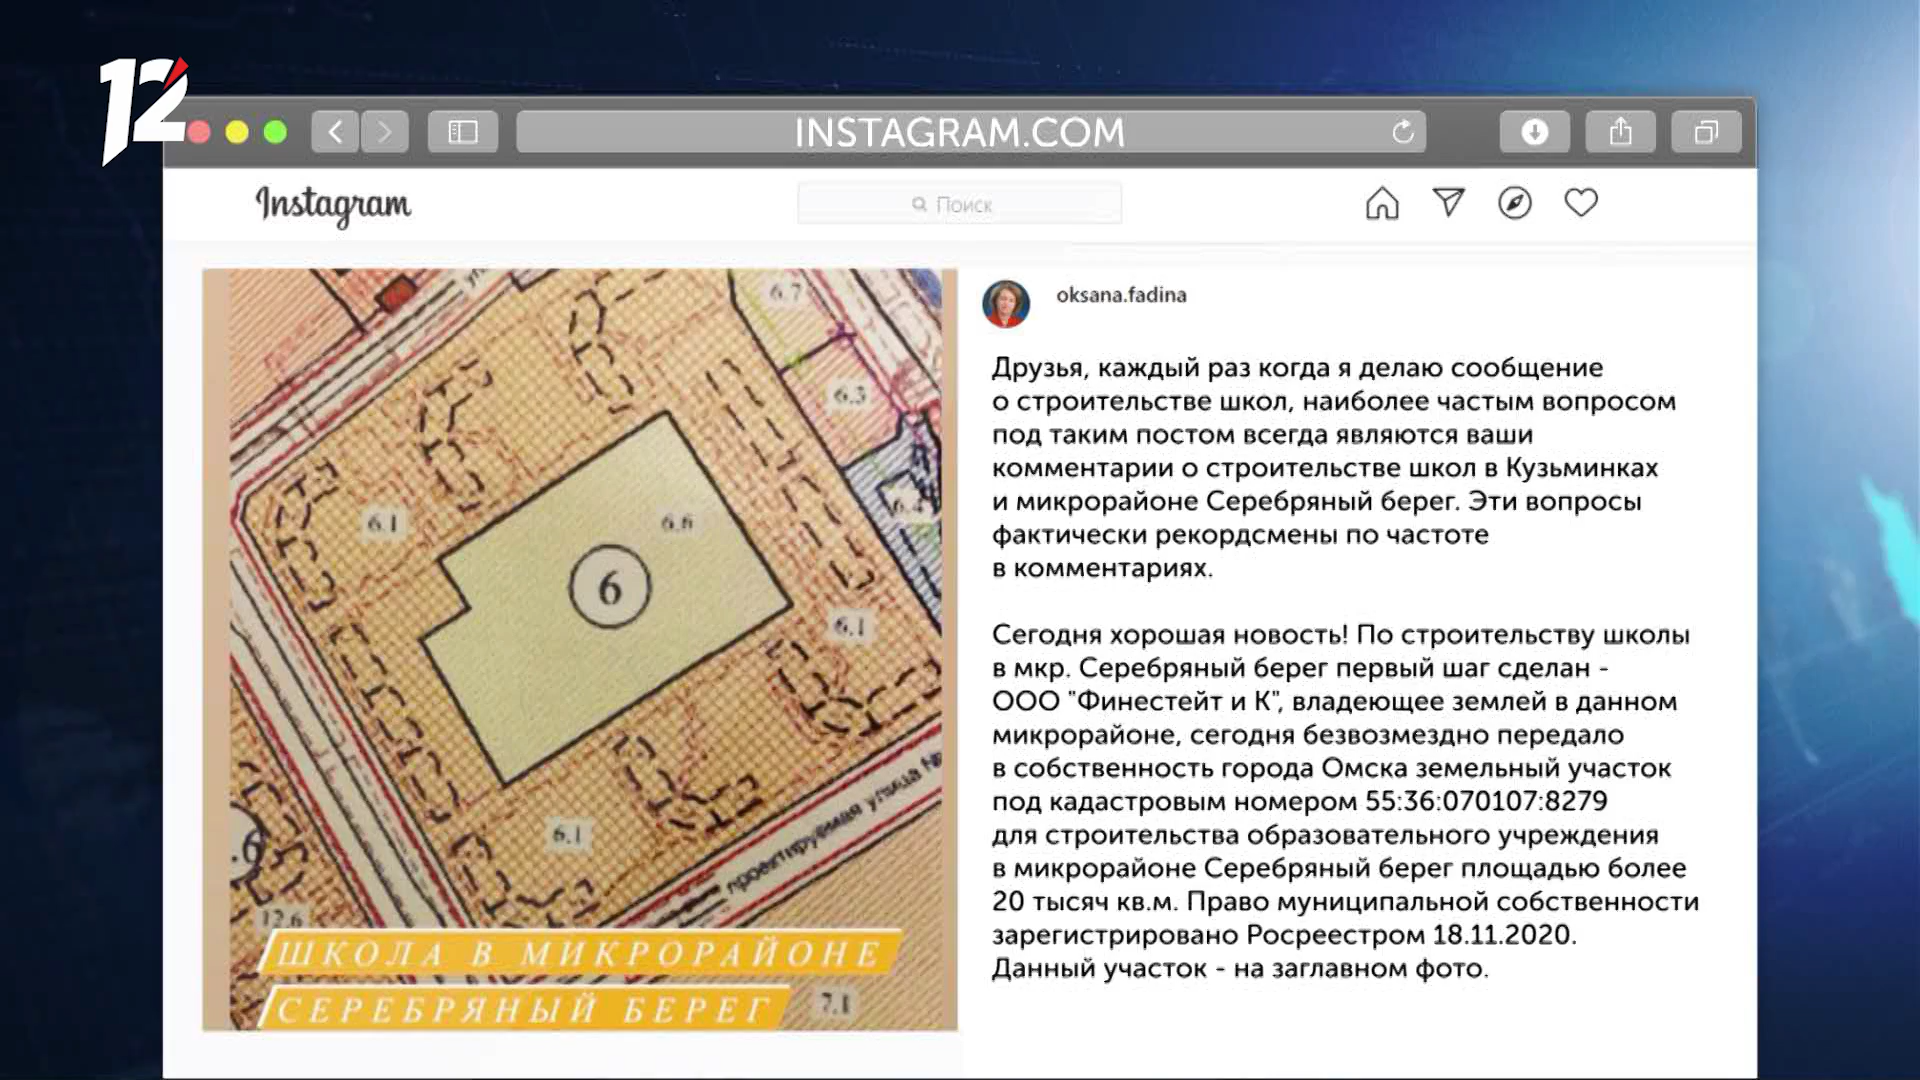 12
INSTAGRAM.COM
Instagram
Поиск
oksana.fadina
Друзья, каждый раз когда я делаю сообщение
о строительстве школ, наиболее частым вопросом
под таким постом всегда являются ваши
комментарии о строительстве школ в Кузьминках
и микрорайоне Серебряный берег. Эти вопросы
фактически рекордсмены по частоте
в комментариях.
Сегодня хорошая новость! По строительству школы
в мкр. Серебряный берег первый шаг сделан -
ООО "Финестейт и К", владеющее землей в данном
микрорайоне, сегодня безвозмездно передало
в собственность города Омска земельный участок
под кадастровым номером 55:36:070107:8279
для строительства образовательного учреждения
в микрорайоне Серебряный берег площадью более
20 тысяч кв.м. Право муниципальной собственности
зарегистрировано Росреестром 18.11.2020.
Данный участок - на заглавном фото.
6.7
6.3
6.4
6.1
6.6
6
6.1
6.1
проектируемая улица №
.6
12.6
7.1
ШКОЛА В МИКРОРАЙОНЕ
СЕРЕБРЯНЫЙ БЕРЕГ